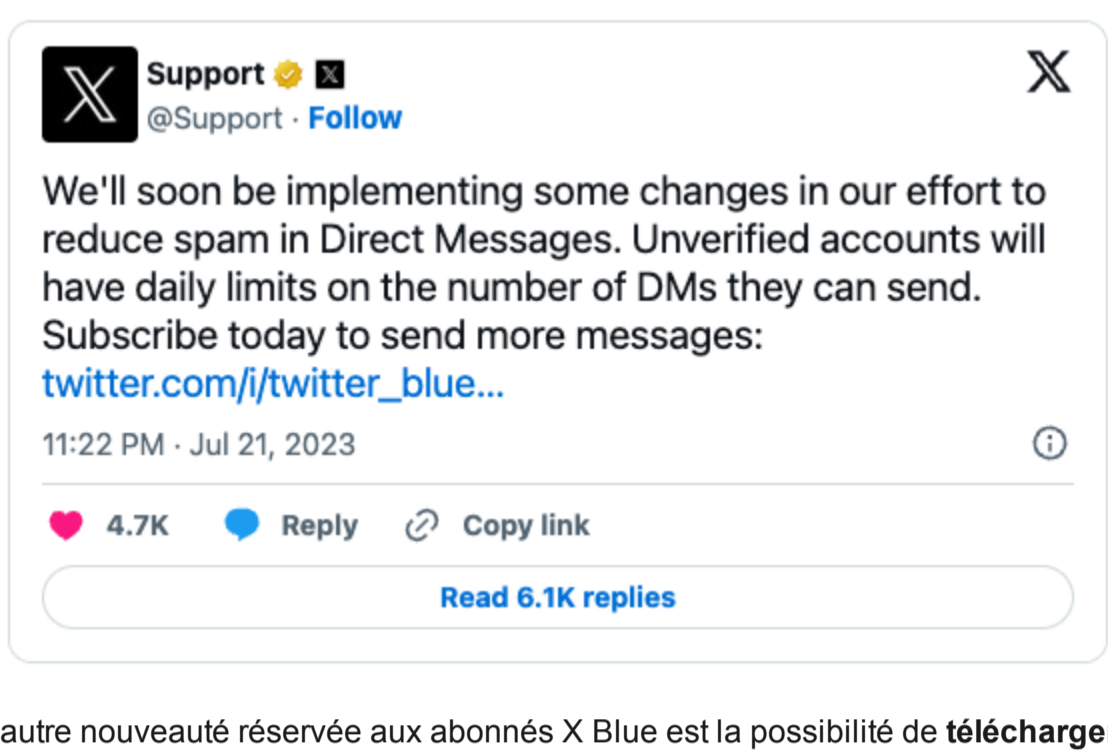 Support
@Support · Follow
We'll soon be implementing some changes in our effort to
reduce spam in Direct Messages. Unverified accounts will
have daily limits on the number of DMs they can send.
Subscribe today to send more messages:
twitter.com/i/twitter_blue...
11:22 PM · Jul 21, 2023
4.7K Reply Copy link
Read 6.1K replies
autre nouveauté réservée aux abonnés X Blue est la possibilité de télécharge